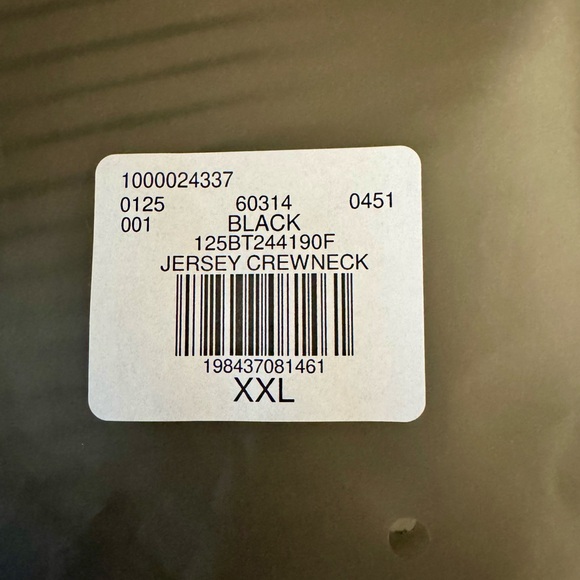 1000024337
0125 60314 0451
001 BLACK
125BT244190F
JERSEY CREWNECK
198437081461
XXL